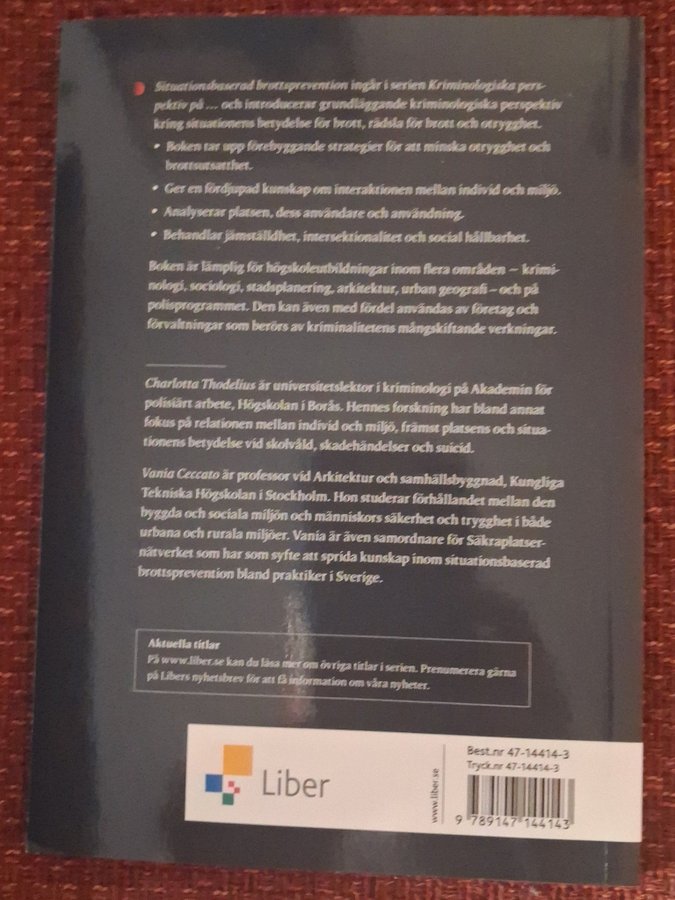 Situationsbaserad brottsprevention ingår i serien Kriminologiska pers-
pektiv på ... och introducerar grundläggande kriminologiska perspektiv
kring situationens betydelse för brott, rädsla för brott och otrygghet.
• Boken tar upp förebyggande strategier för att minska otrygghet och
brottsutsatthet.
• Ger en fördjupad kunskap om interaktionen mellan individ och miljö.
• Analyserar platsen, dess användare och användning.
• Behandlar jämställdhet, intersektionalitet och social hållbarhet.
Boken är lämplig för högskoleutbildningar inom flera områden – krimi-
nologi, sociologi, stadsplanering, arkitektur, urban geografi – och på
polisprogrammet. Den kan även med fördel användas av företag och
förvaltningar som berörs av kriminalitetens mångskiftande verkningar.
Charlotta Thodelius är universitetslektor i kriminologi på Akademin för
polisiärt arbete, Högskolan i Borås. Hennes forskning har bland annat
fokus på relationen mellan individ och miljö, främst platsens och situa-
tionens betydelse vid skolvåld, skadehändelser och suicid.
Vania Ceccato är professor vid Arkitektur och samhällsbyggnad, Kungliga
Tekniska Högskolan i Stockholm. Hon studerar förhållandet mellan den
byggda och sociala miljön och människors säkerhet och trygghet i både
urbana och rurala miljöer. Vania är även samordnare för Säkraplatser-
nätverket som har som syfte att sprida kunskap inom situationsbaserad
brottsprevention bland praktiker i Sverige.
Aktuella titlar
På www.liber.se kan du läsa mer om övriga titlar i serien. Prenumerera gärna
på Libers nyhetsbrev för att få information om våra nyheter.
Liber
www.liber.se
Best.nr 47-14414-3
Tryck.nr 47-14414-3
9 789147 144143